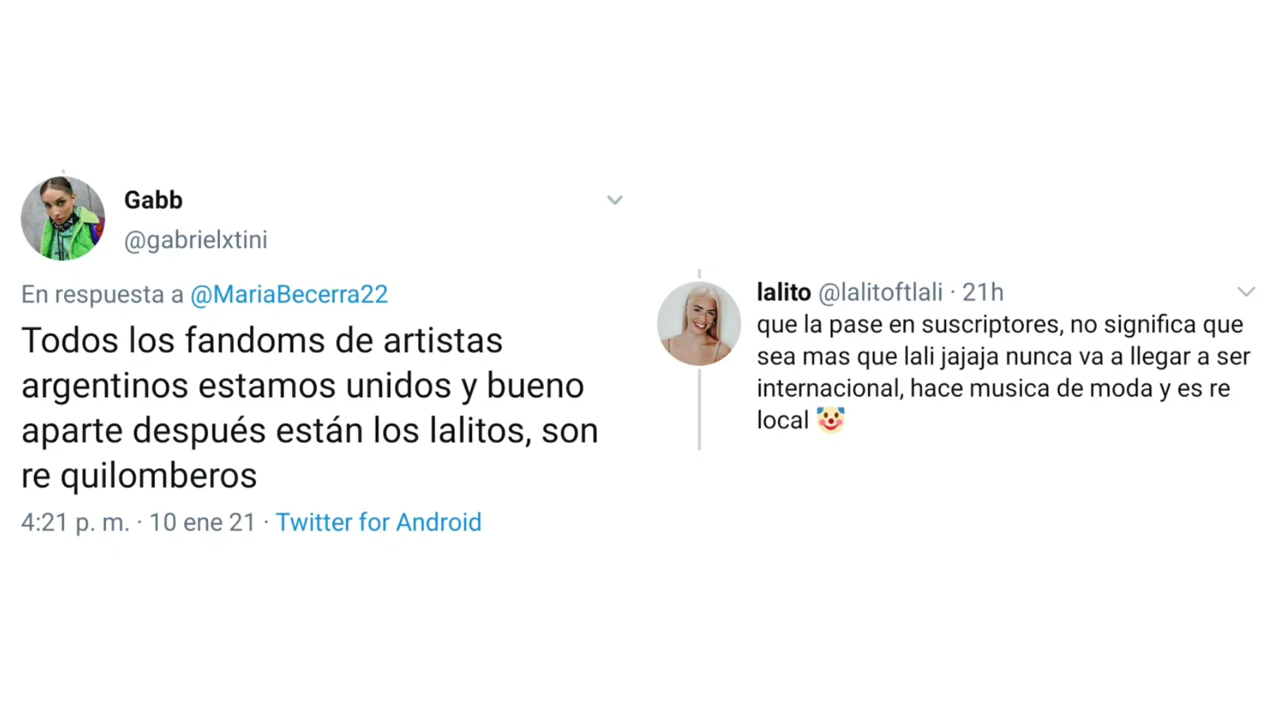 Gabb
@gabrielxtini
En respuesta a @MariaBecerra22
Todos los fandoms de artistas
argentinos estamos unidos y bueno
aparte después están los lalitos, son
re quilomberos
4:21 p. m. · 10 ene 21 · Twitter for Android
lalito @lalitoftlali · 21h
que la pase en suscriptores, no significa que
sea mas que lali jajaja nunca va a llegar a ser
internacional, hace musica de moda y es re
local 🤡